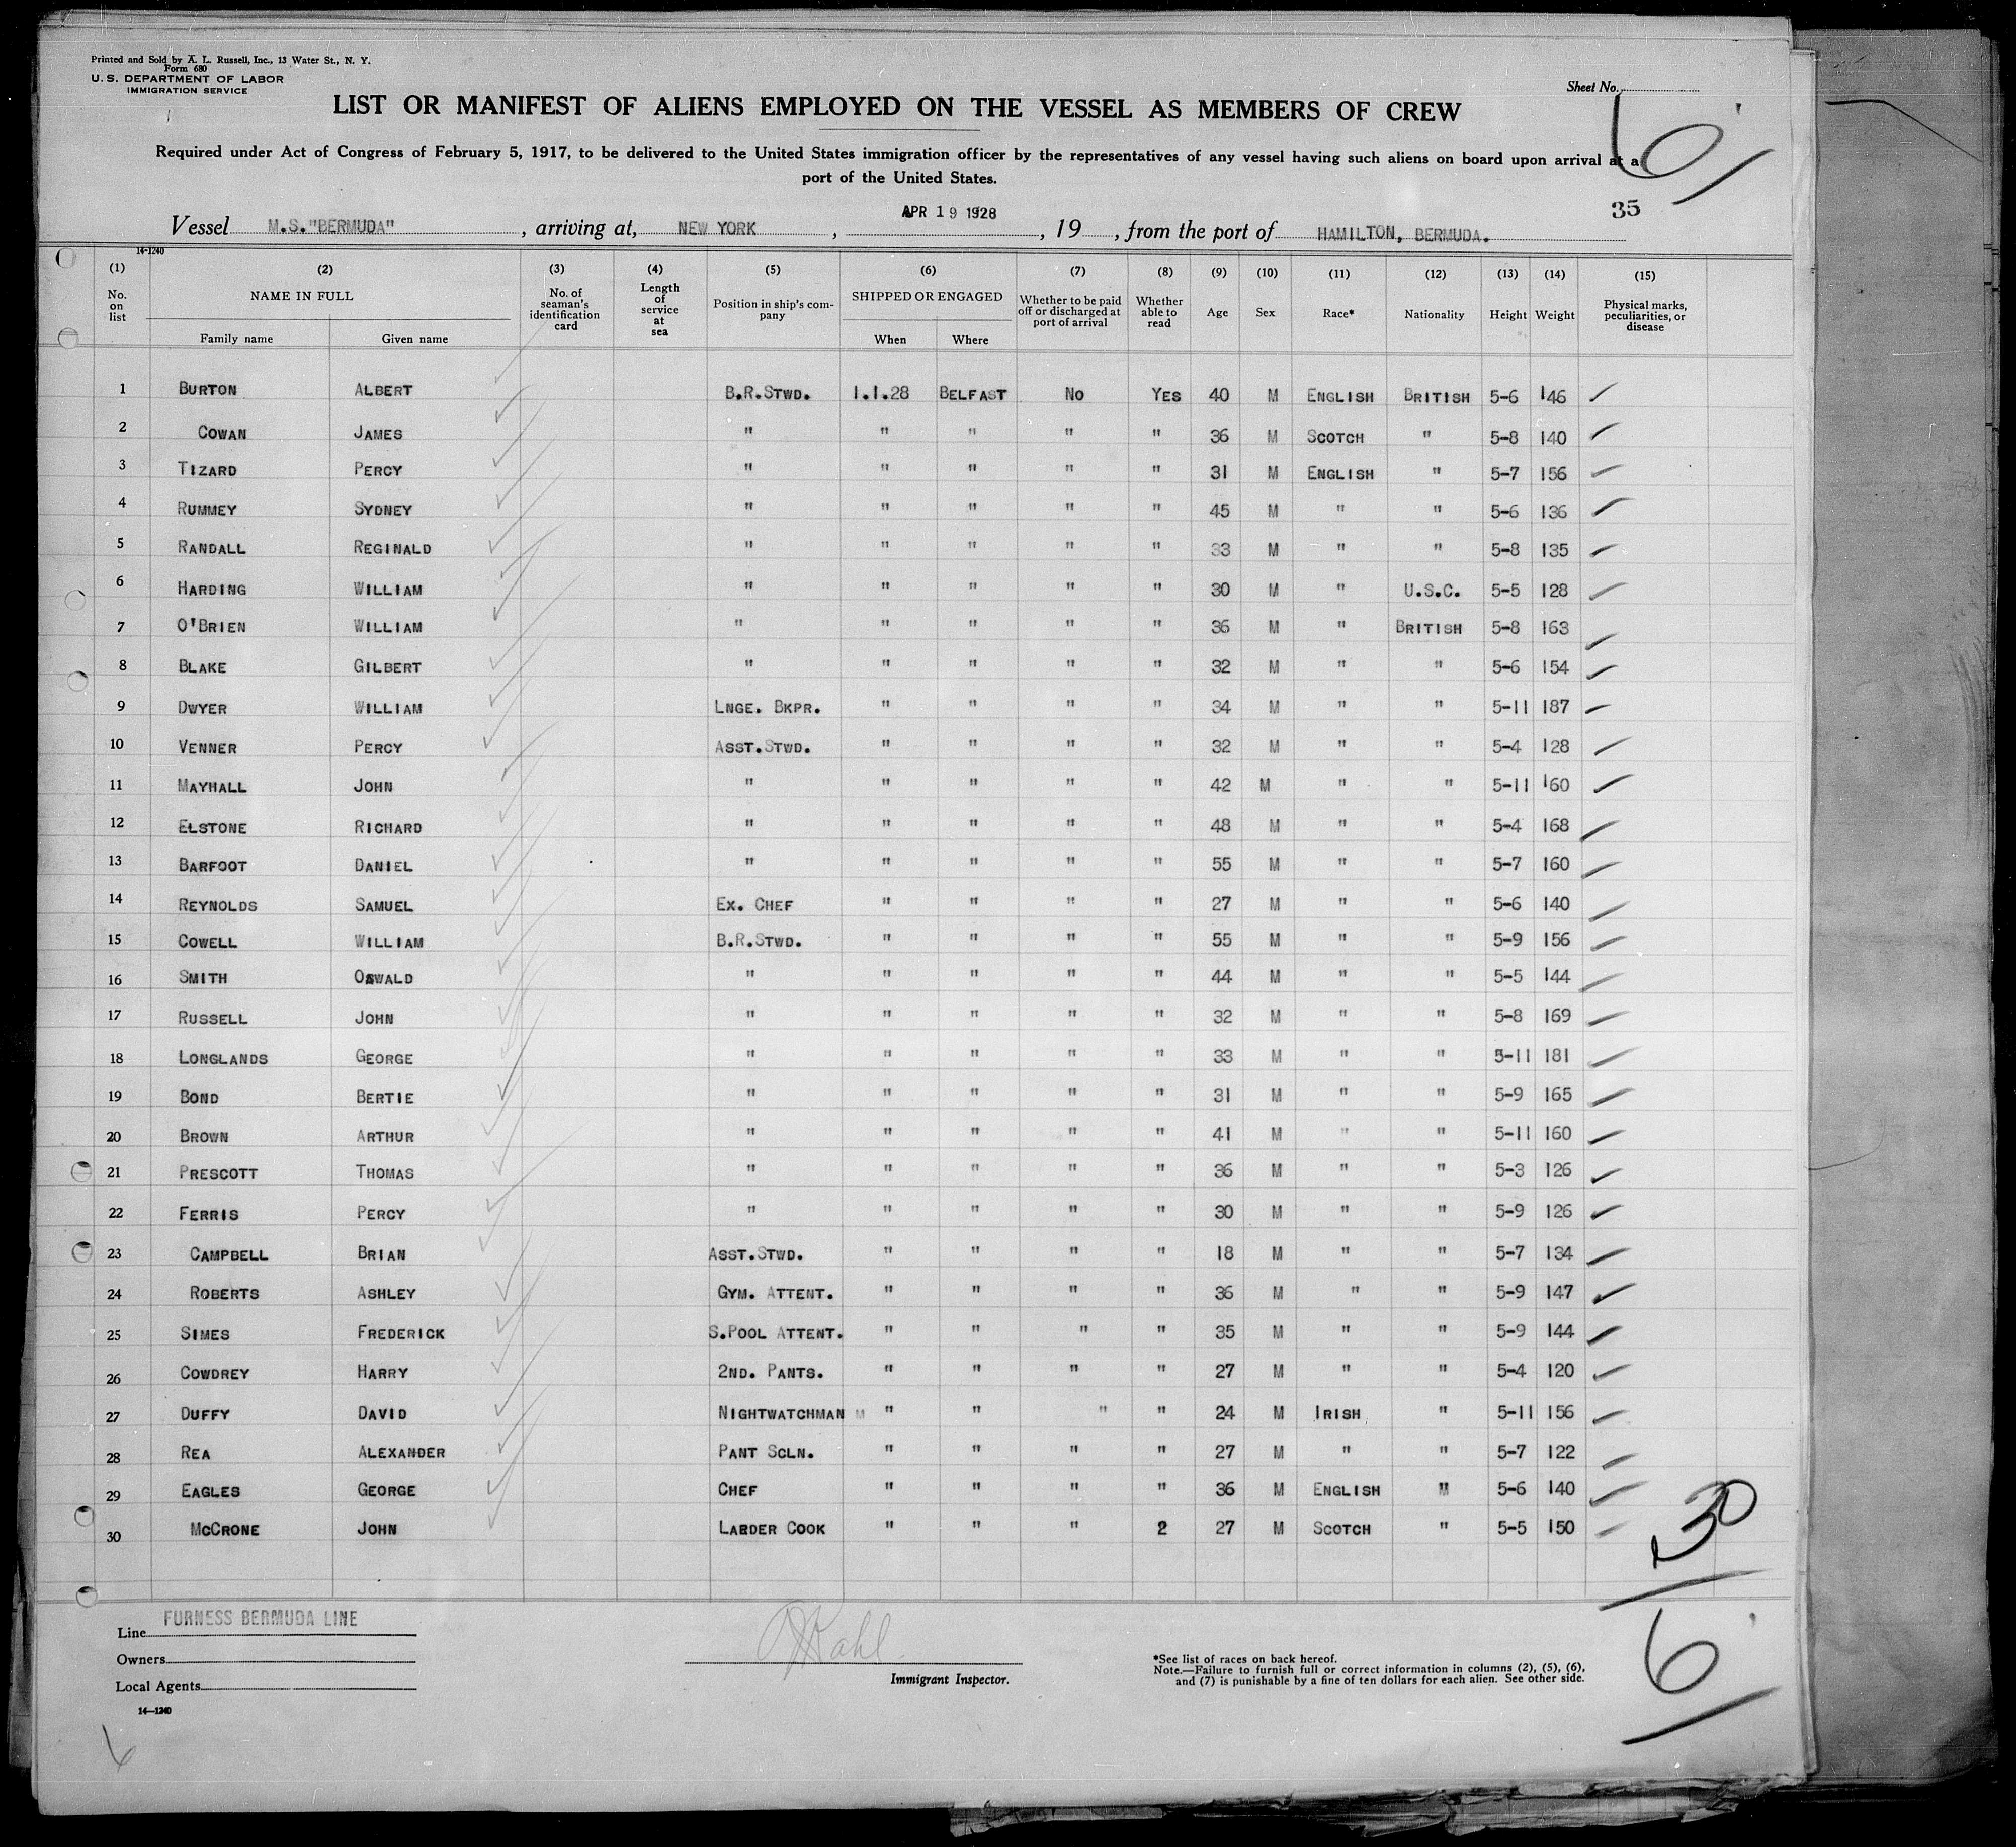 Printed and Sold by A. L. Russell, Inc., 13 Water St., N. Y.
Form 680
U. S. DEPARTMENT OF LABOR
IMMIGRATION SERVICE
Sheet No.
6
LIST OR MANIFEST OF ALIENS EMPLOYED ON THE VESSEL AS MEMBERS OF CREW
Required under Act of Congress of February 5, 1917, to be delivered to the United States immigration officer by the representatives of any vessel having such aliens on board upon arrival at a
port of the United States.
35
APR 19 1928
Vessel M.S."BERMUDA" , arriving at, NEW YORK , , 19 , from the port of HAMILTON, BERMUDA.
14-1240
(1) (2) (3) (4) (5) (6) (7) (8) (9) (10) (11) (12) (13) (14) (15)
No. on list NAME IN FULL Family name Given name No. of seaman's identification card Length of service at sea Position in ship's company SHIPPED OR ENGAGED When Where Whether to be paid off or discharged at port of arrival Whether able to read Age Sex Race* Nationality Height Weight Physical marks, peculiarities, or disease
1 BURTON ALBERT B.R.STWD. 1.1.28 BELFAST NO YES 40 M ENGLISH BRITISH 5-6 146
2 COWAN JAMES " " " " " 36 M SCOTCH " 5-8 140
3 TIZARD PERCY " " " " " 31 M ENGLISH " 5-7 156
4 RUMMEY SYDNEY " " " " " 45 M " " 5-6 136
5 RANDALL REGINALD " " " " " 33 M " " 5-8 135
6 HARDING WILLIAM " " " " " 30 M " U.S.C. 5-5 128
7 O'BRIEN WILLIAM " " " " " 36 M " BRITISH 5-8 163
8 BLAKE GILBERT " " " " " 32 M " " 5-6 154
9 DWYER WILLIAM LNGE. BKPR. " " " " 34 M " " 5-11 187
10 VENNER PERCY ASST.STWD. " " " " 32 M " " 5-4 128
11 MAYHALL JOHN " " " " " 42 M " " 5-11 160
12 ELSTONE RICHARD " " " " " 48 M " " 5-4 168
13 BARFOOT DANIEL " " " " " 55 M " " 5-7 160
14 REYNOLDS SAMUEL EX. CHEF " " " " 27 M " " 5-6 140
15 COWELL WILLIAM B.R.STWD. " " " " 55 M " " 5-9 156
16 SMITH OSWALD " " " " " 44 M " " 5-5 144
17 RUSSELL JOHN " " " " " 32 M " " 5-8 169
18 LONGLANDS GEORGE " " " " " 33 M " " 5-11 181
19 BOND BERTIE " " " " " 31 M " " 5-9 165
20 BROWN ARTHUR " " " " " 41 M " " 5-11 160
21 PRESCOTT THOMAS " " " " " 36 M " " 5-3 126
22 FERRIS PERCY " " " " " 30 M " " 5-9 126
23 CAMPBELL BRIAN ASST.STWD. " " " " 18 M " " 5-7 134
24 ROBERTS ASHLEY GYM. ATTENT. " " " " 36 M " " 5-9 147
25 SIMES FREDERICK S.POOL ATTENT. " " " " 35 M " " 5-9 144
26 COWDREY HARRY 2ND. PANTS. " " " " 27 M " " 5-4 120
27 DUFFY DAVID NIGHTWATCHMAN M " " " " 24 M IRISH " 5-11 156
28 REA ALEXANDER PANT SCLN. " " " " 27 M " " 5-7 122
29 EAGLES GEORGE CHEF " " " " 36 M ENGLISH " 5-6 140
30 MCCRONE JOHN LARDER COOK " " " 2 27 M SCOTCH " 5-5 150
30
6
Line FURNESS BERMUDA LINE
Owners
Local Agents
14—1240
Kahl
Immigrant Inspector.
*See list of races on back hereof.
Note.—Failure to furnish full or correct information in columns (2), (5), (6),
and (7) is punishable by a fine of ten dollars for each alien. See other side.
6